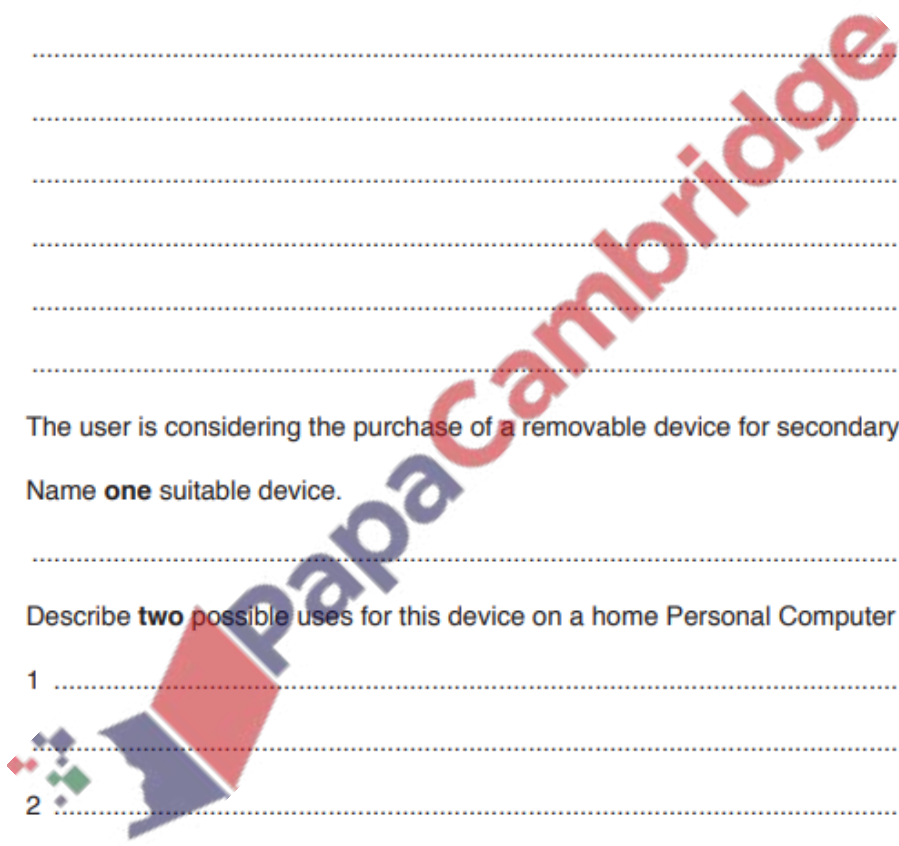 The user is considering the purchase of a removable device for secondary
Name one suitable device.
Describe two possible uses for this device on a home Personal Computer
1
2
PapaCambridge